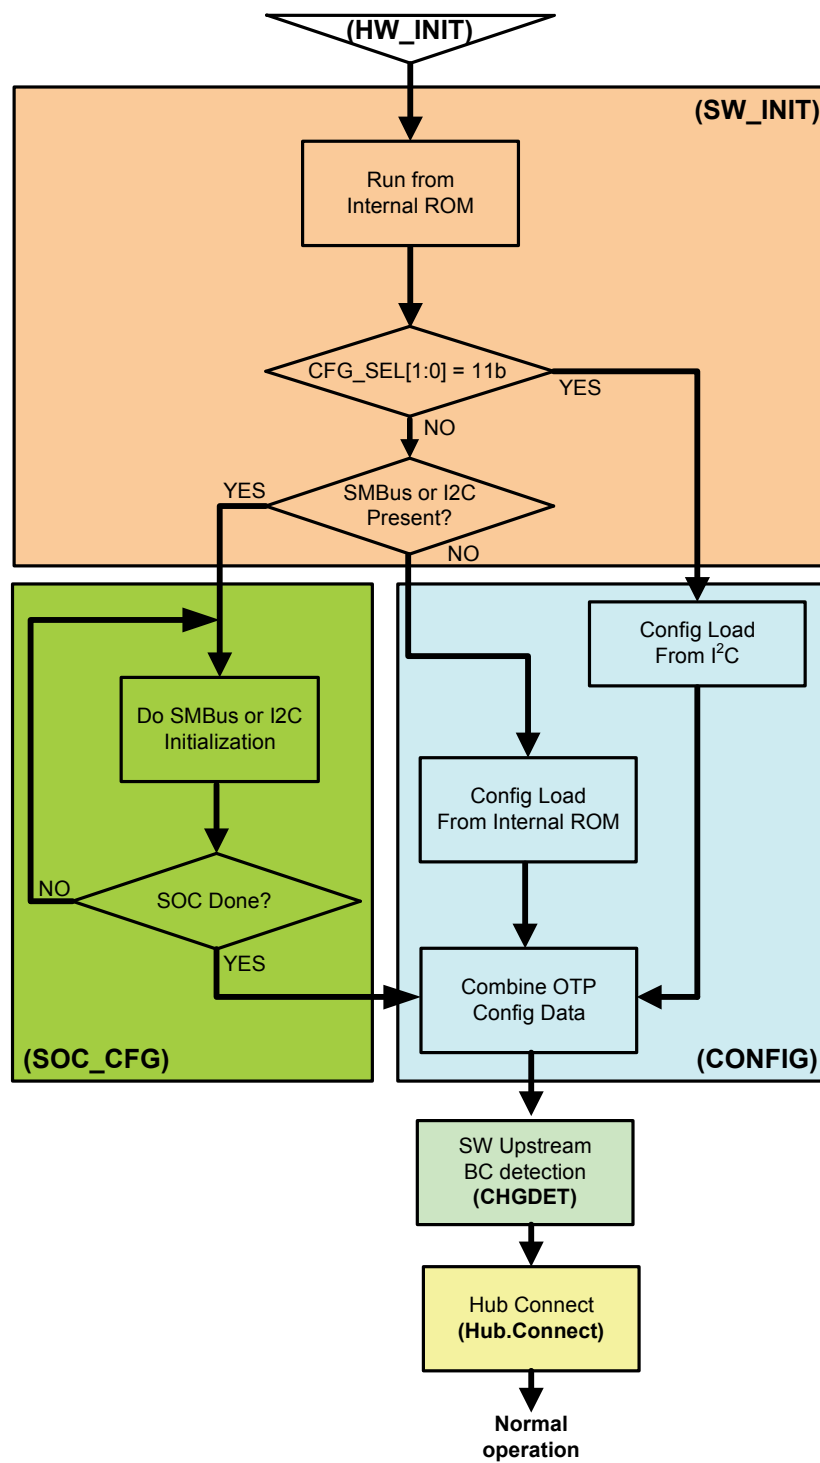 (HW_INIT)
(SW_INIT)
Run from
Internal ROM
CFG_SEL[1:0] = 11b
YES
NO
YES
SMBus or I2C
Present?
NO
Config Load
From I²C
Do SMBus or I2C
Initialization
Config Load
From Internal ROM
NO
SOC Done?
YES
Combine OTP
Config Data
(SOC_CFG)
(CONFIG)
SW Upstream
BC detection
(CHGDET)
Hub Connect
(Hub.Connect)
Normal
operation